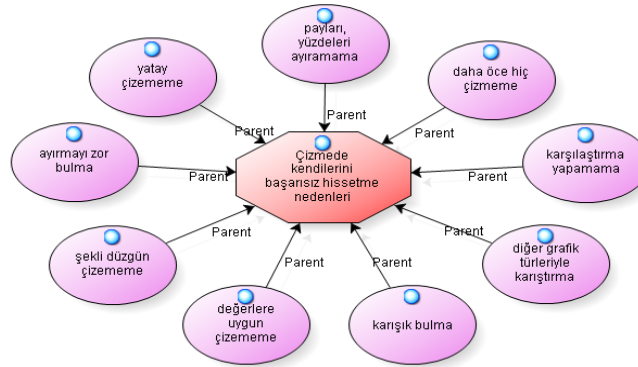 payları,
yüzdeleri
ayıramama
yatay
çizememe
daha öce hiç
çizmeme
Parent
Parent
Parent
ayırmayı zor
bulma
Parent
Çizmede
kendilerini
başarısız hissetme
nedenleri
Parent
karşılaştırma
yapamama
şekli düzgün
çizememe
Parent
Parent
diğer grafik
türleriyle
karıştırma
Parent
Parent
değerlere
uygun
çizememe
karışık bulma